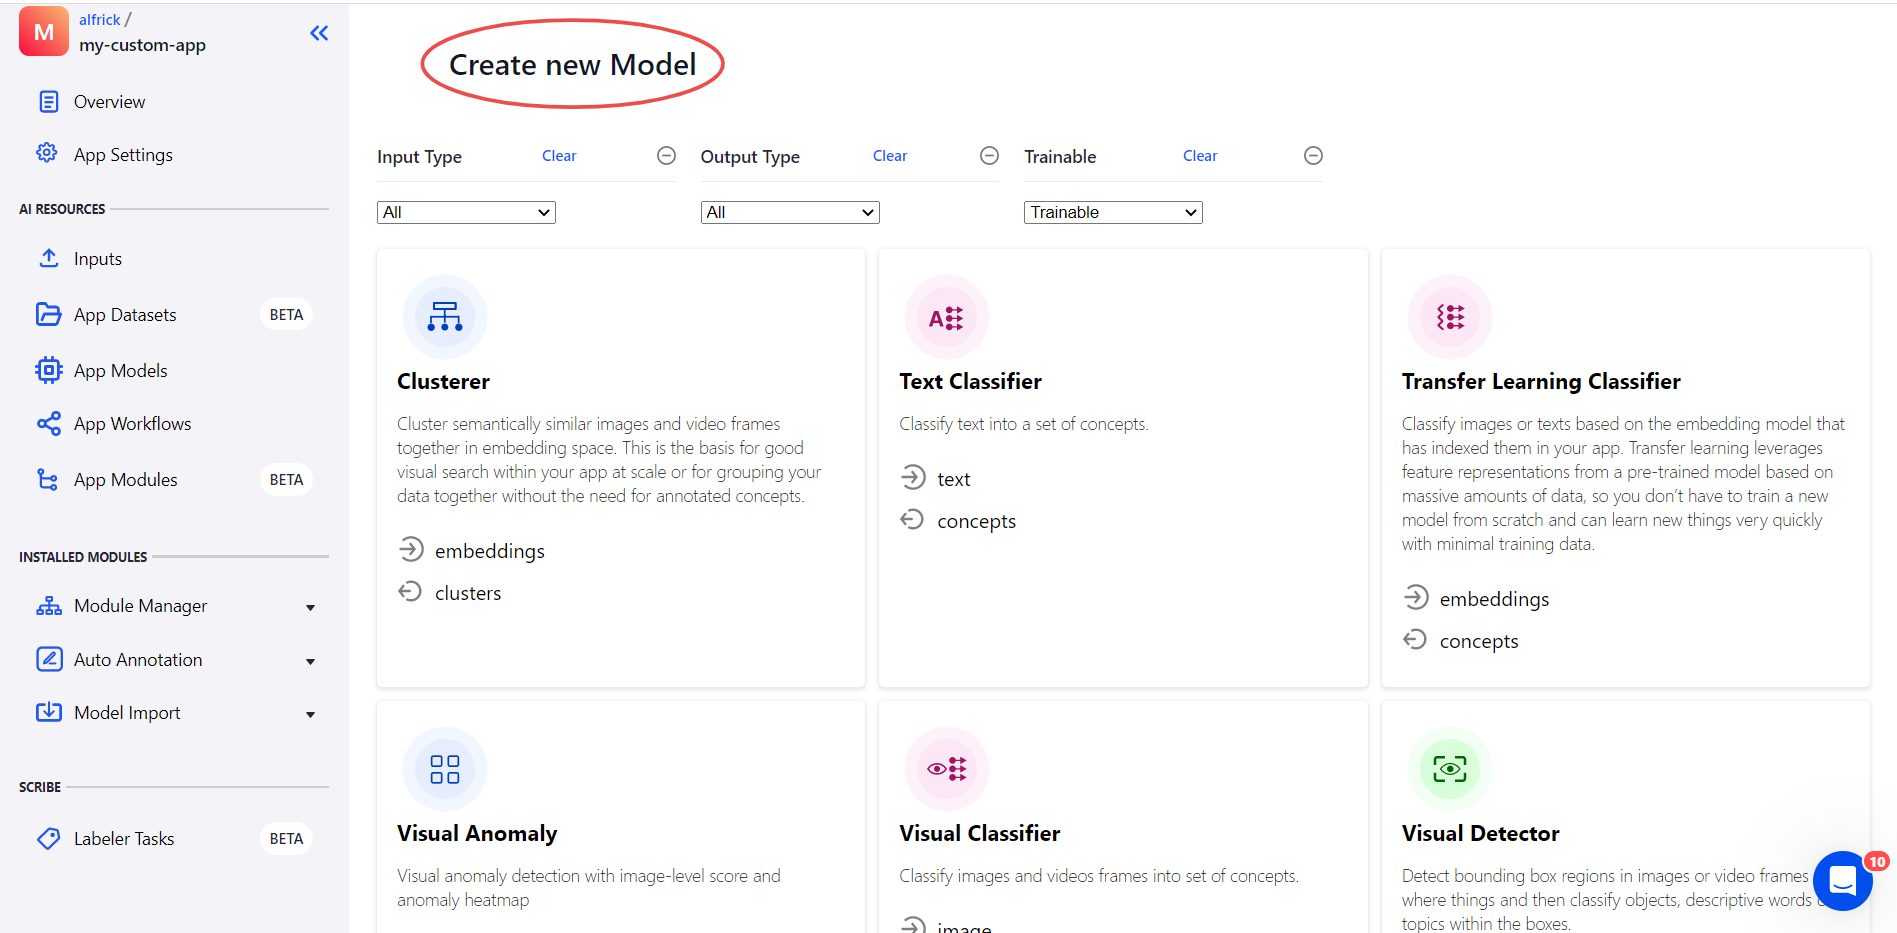 M
alfrick /
my-custom-app
Overview
App Settings
AI RESOURCES
Inputs
App Datasets BETA
App Models
App Workflows
App Modules BETA
INSTALLED MODULES
Module Manager
Auto Annotation
Model Import
SCRIBE
Labeler Tasks BETA
Create new Model
Input Type Clear
All
Output Type Clear
All
Trainable Clear
Trainable
Clusterer
Cluster semantically similar images and video frames
together in embedding space. This is the basis for good
visual search within your app at scale or for grouping your
data together without the need for annotated concepts.
embeddings
clusters
A
Text Classifier
Classify text into a set of concepts.
text
concepts
Transfer Learning Classifier
Classify images or texts based on the embedding model that
has indexed them in your app. Transfer learning leverages
feature representations from a pre-trained model based on
massive amounts of data, so you don’t have to train a new
model from scratch and can learn new things very quickly
with minimal training data.
embeddings
concepts
Visual Anomaly
Visual anomaly detection with image-level score and
anomaly heatmap
Visual Classifier
Classify images and videos frames into set of concepts.
image
Visual Detector
Detect bounding box regions in images or video frames
where things and then classify objects, descriptive words
topics within the boxes.
10